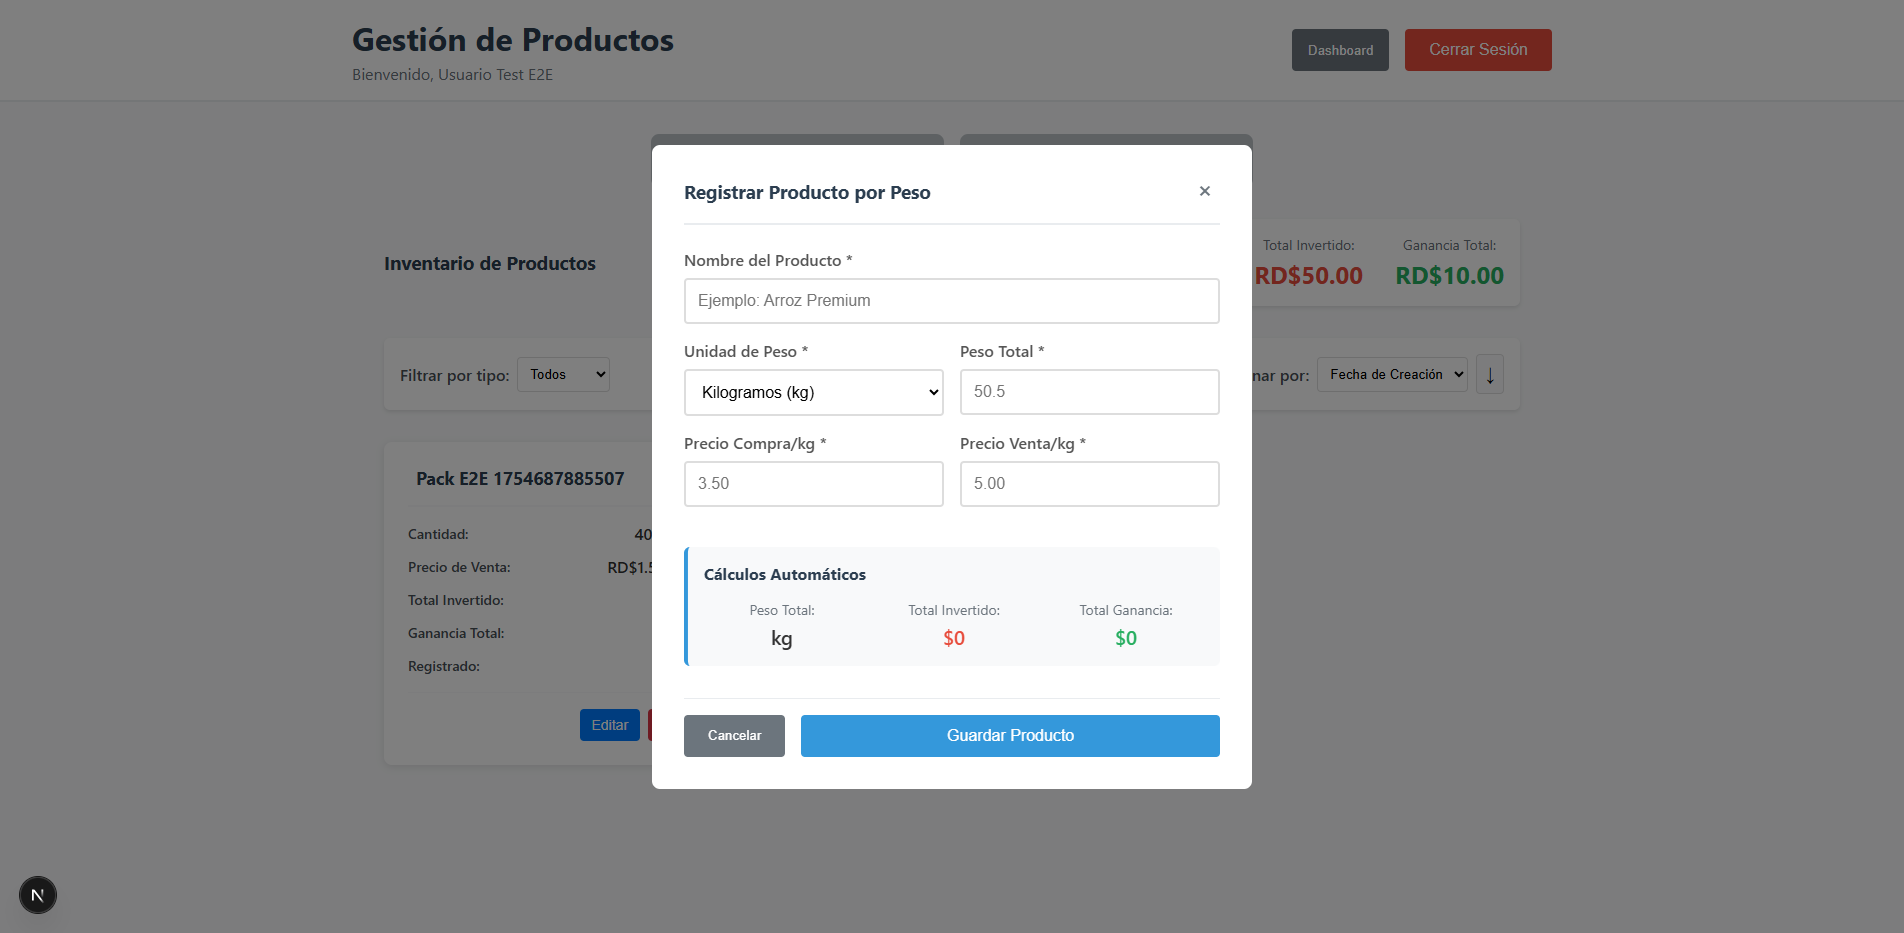 Gestión de Productos
Bienvenido, Usuario Test E2E
Dashboard
Cerrar Sesión
Inventario de Productos
Total Invertido:
RD$50.00
Ganancia Total:
RD$10.00
Filtrar por tipo:
Todos
nar por:
Fecha de Creación
↓
Pack E2E 1754687885507
Cantidad:
40
Precio de Venta:
RD$1.5
Total Invertido:
Ganancia Total:
Registrado:
Editar
Registrar Producto por Peso
×
Nombre del Producto *
Ejemplo: Arroz Premium
Unidad de Peso *
Kilogramos (kg)
Peso Total *
50.5
Precio Compra/kg *
3.50
Precio Venta/kg *
5.00
Cálculos Automáticos
Peso Total:
kg
Total Invertido:
$0
Total Ganancia:
$0
Cancelar
Guardar Producto
N